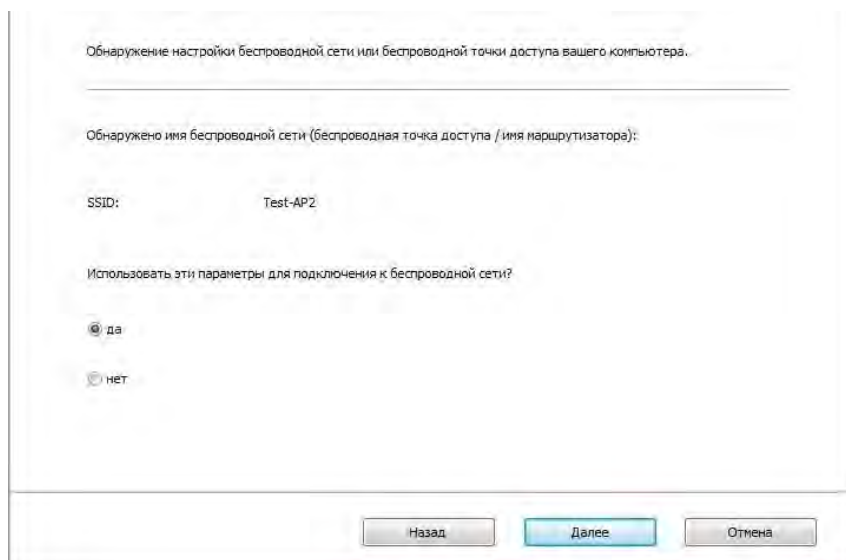 Обнаружение настройки беспроводной сети или беспроводной точки доступа вашего компьютера.
Обнаружено имя беспроводной сети (беспроводная точка доступа / имя маршрутизатора):
SSID: Test-AP2
Использовать эти параметры для подключения к беспроводной сети?
да
нет
Назад Далее Отмена